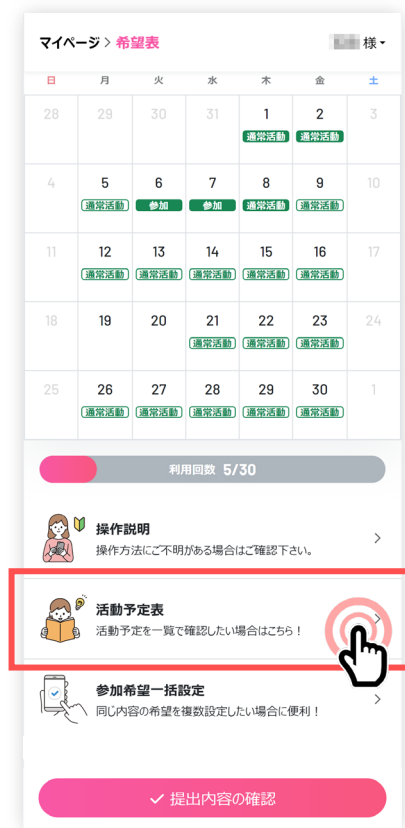 マイページ > 希望表 様
日 月 火 水 木 金 土
28 29 30 31 1 2 3
通常活動 通常活動
4 5 6 7 8 9 10
通常活動 参加 参加 通常活動 通常活動
11 12 13 14 15 16 17
通常活動 通常活動 通常活動 通常活動 通常活動
18 19 20 21 22 23 24
通常活動 通常活動 通常活動
25 26 27 28 29 30 1
通常活動 通常活動 通常活動 通常活動 通常活動
利用回数 5/30
操作説明
操作方法にご不明がある場合はご確認下さい。
活動予定表
活動予定を一覧で確認したい場合はこちら！
参加希望一括設定
同じ内容の希望を複数設定したい場合に便利！
提出内容の確認